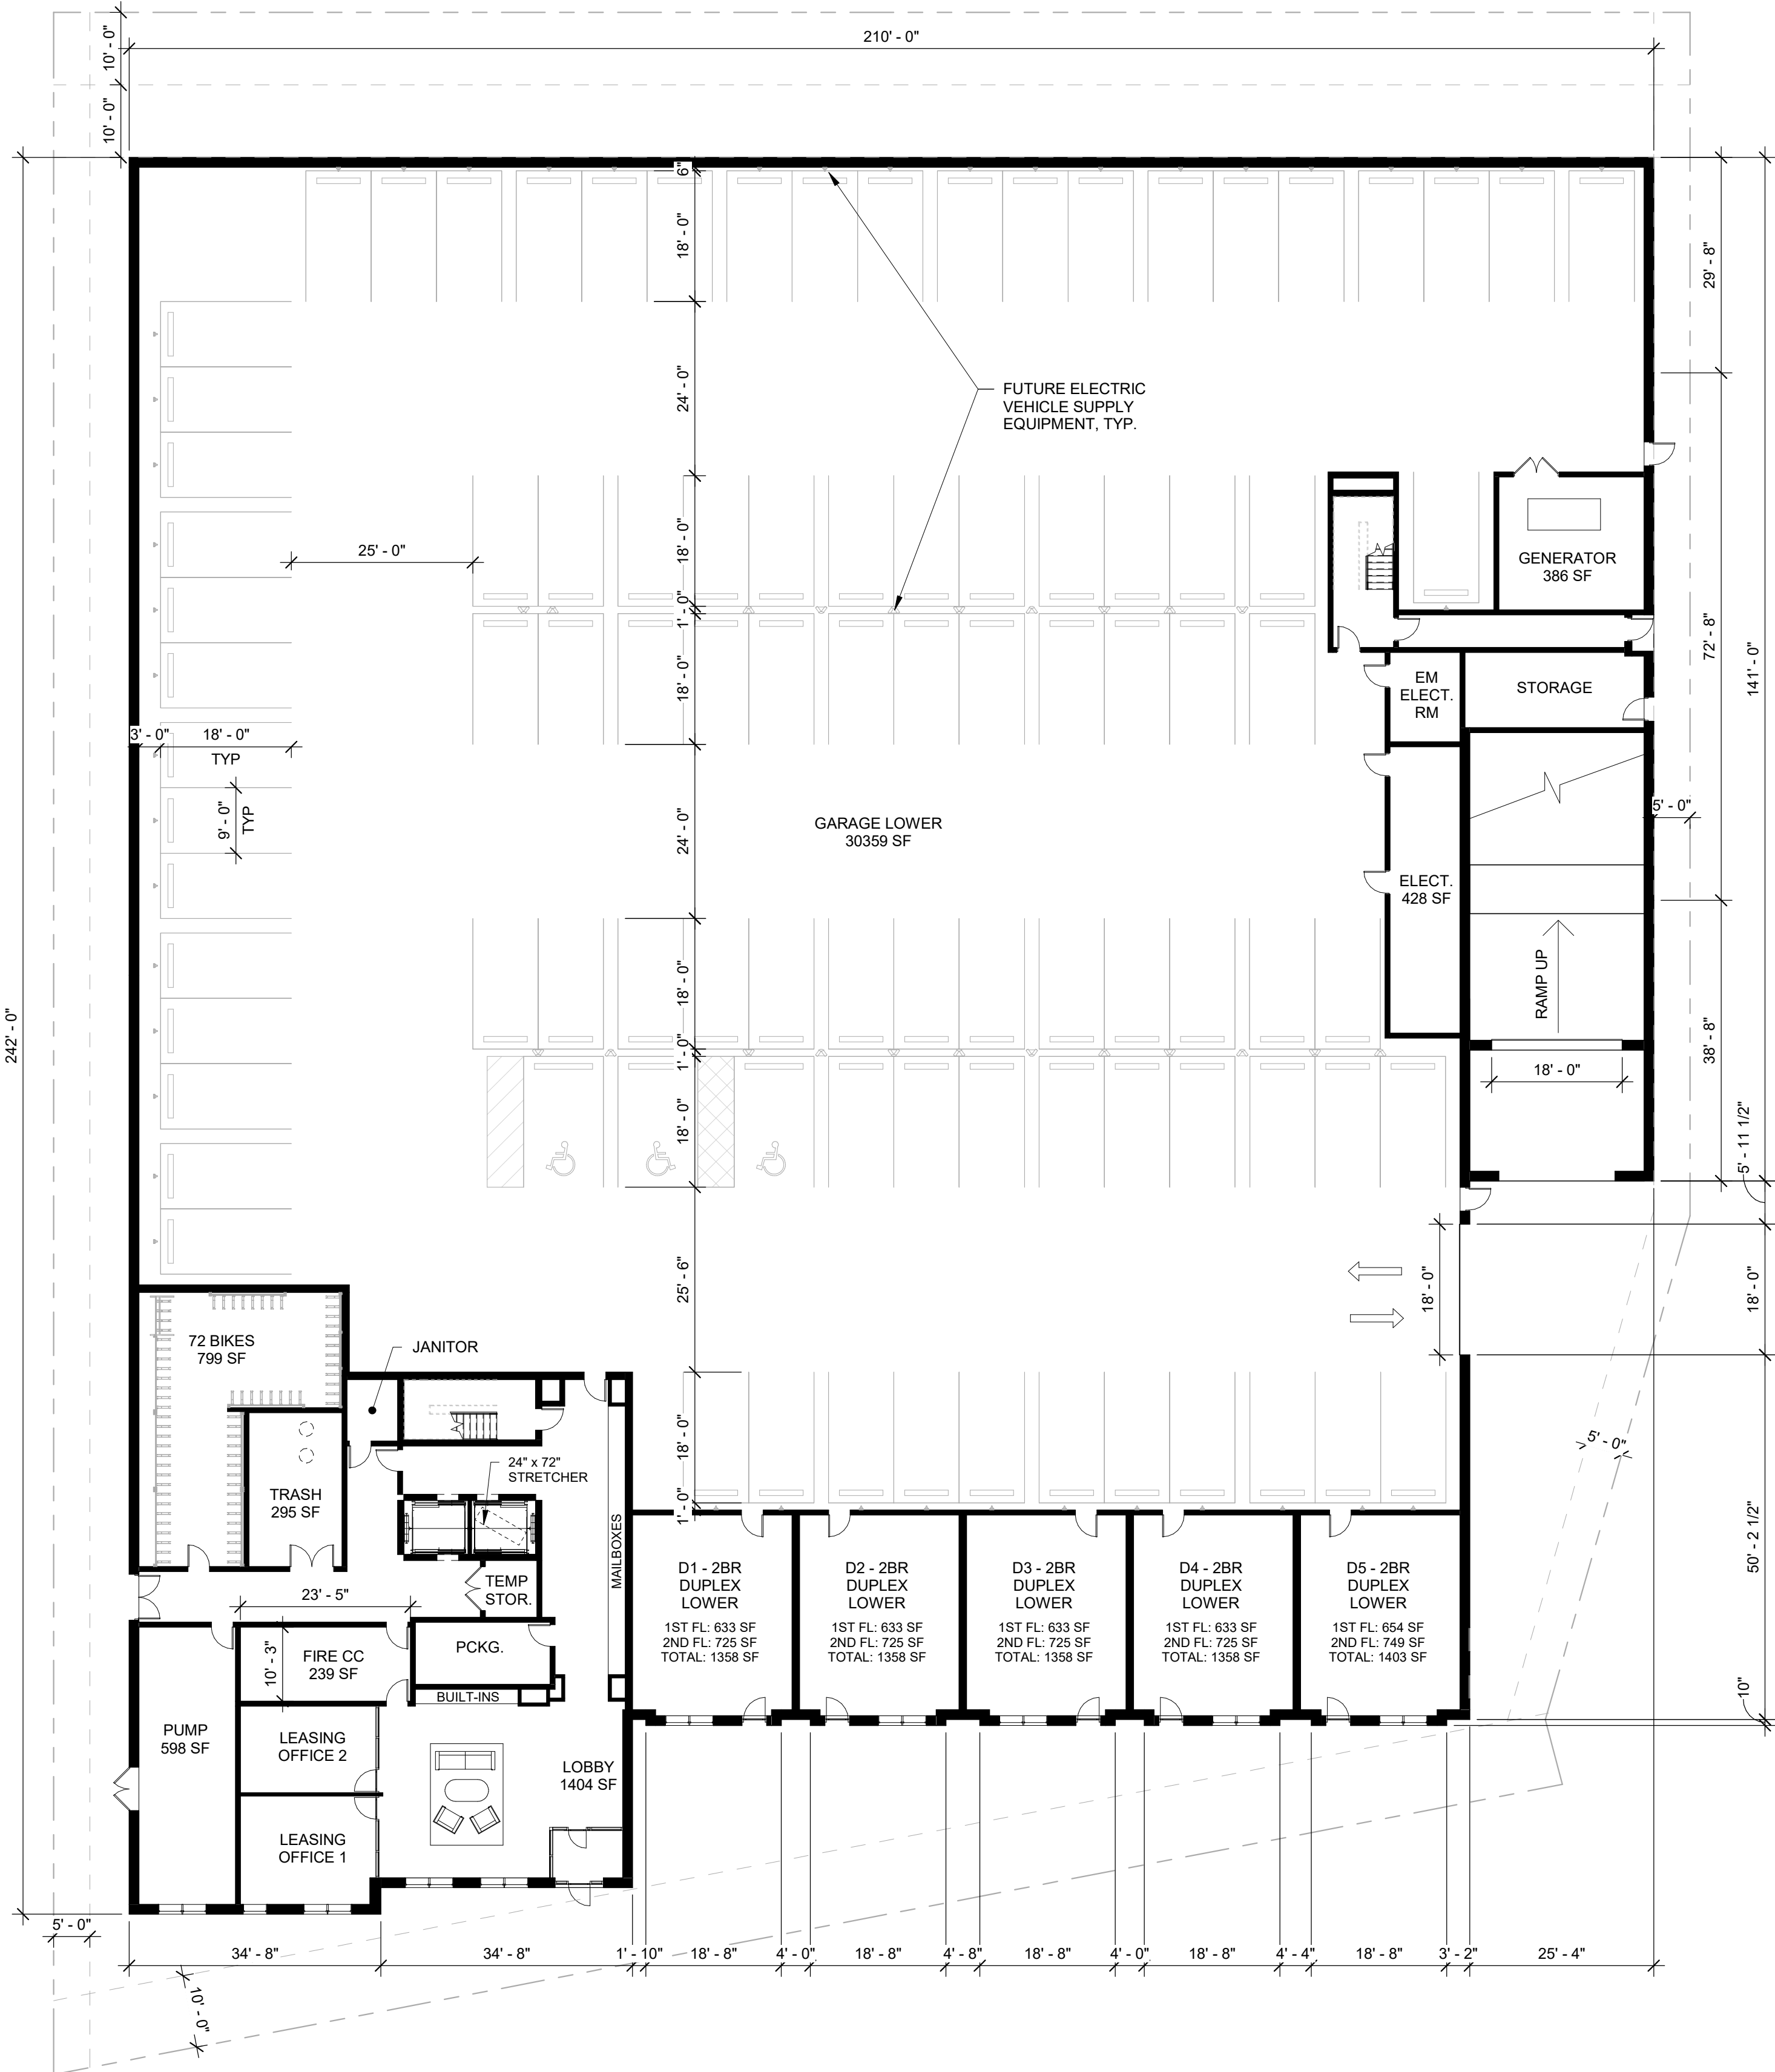 210' - 0"
10' - 0"
10' - 0"
6"
18' - 0"
29' - 8"
24' - 0"
FUTURE ELECTRIC
VEHICLE SUPPLY
EQUIPMENT, TYP.
25' - 0"
18' - 0"
GENERATOR
386 SF
1' - 0"
72' - 8"
141' - 0"
18' - 0"
EM
ELECT.
RM
STORAGE
3' - 0"
18' - 0"
TYP
9' - 0"
TYP
24' - 0"
GARAGE LOWER
30359 SF
5' - 0"
ELECT.
428 SF
RAMP UP
18' - 0"
242' - 0"
1' - 0"
38' - 8"
18' - 0"
18' - 0"
5' - 11 1/2"
25' - 6"
18' - 0"
18' - 0"
72 BIKES
799 SF
JANITOR
18' - 0"
5' - 0"
24" x 72"
STRETCHER
TRASH
295 SF
1' - 0"
MAILBOXES
50' - 2 1/2"
TEMP
STOR.
23' - 5"
D1 - 2BR
DUPLEX
LOWER
1ST FL: 633 SF
2ND FL: 725 SF
TOTAL: 1358 SF
D2 - 2BR
DUPLEX
LOWER
1ST FL: 633 SF
2ND FL: 725 SF
TOTAL: 1358 SF
D3 - 2BR
DUPLEX
LOWER
1ST FL: 633 SF
2ND FL: 725 SF
TOTAL: 1358 SF
D4 - 2BR
DUPLEX
LOWER
1ST FL: 633 SF
2ND FL: 725 SF
TOTAL: 1358 SF
D5 - 2BR
DUPLEX
LOWER
1ST FL: 654 SF
2ND FL: 749 SF
TOTAL: 1403 SF
10' - 3"
FIRE CC
239 SF
PCKG.
BUILT-INS
10"
PUMP
598 SF
LEASING
OFFICE 2
LOBBY
1404 SF
LEASING
OFFICE 1
5' - 0"
34' - 8"
34' - 8"
1' - 10"
18' - 8"
4' - 0"
18' - 8"
4' - 8"
18' - 8"
4' - 0"
18' - 8"
4' - 4"
18' - 8"
3' - 2"
25' - 4"
10' - 0"